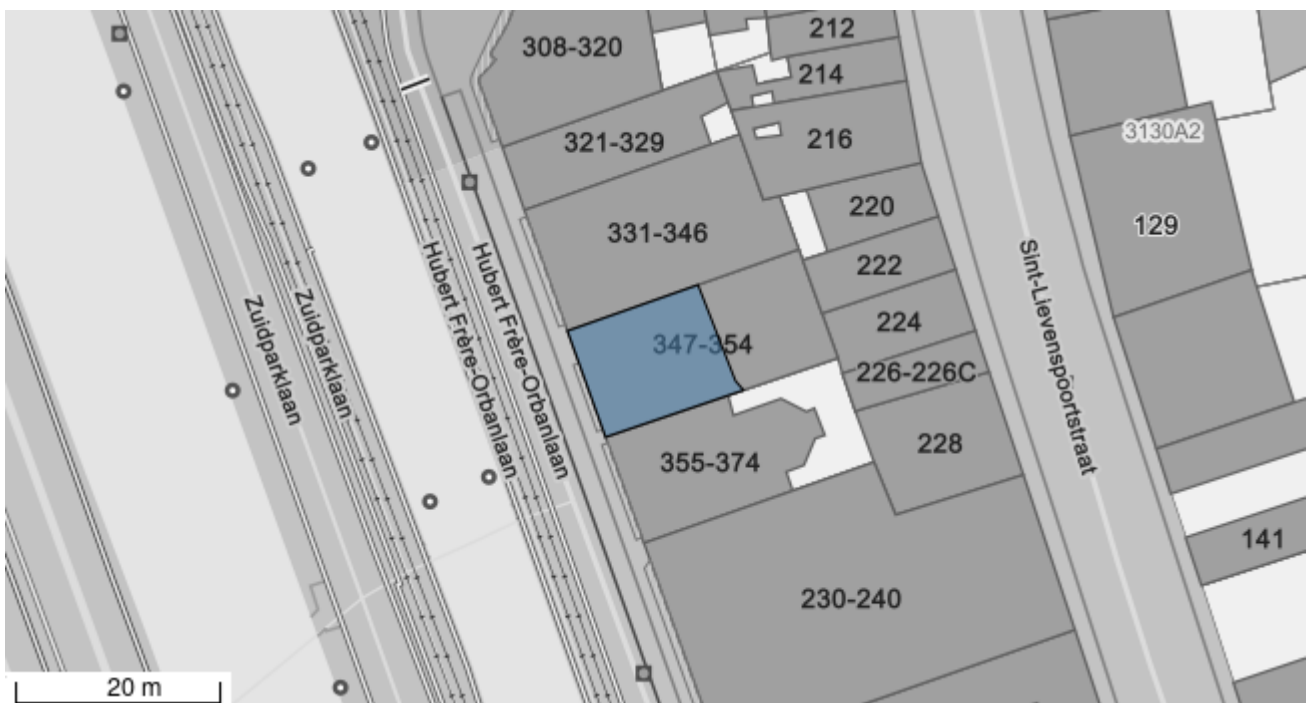 308-320
212
214
321-329
216
3130A2
220
129
331-346
222
Sint-Lievenspoortstraat
Hubert Frère-Orbanlaan
Hubert Frère-Orbanlaan
Zuidparklaan
Zuidparklaan
224
347-354
226-226C
228
355-374
141
230-240
20 m